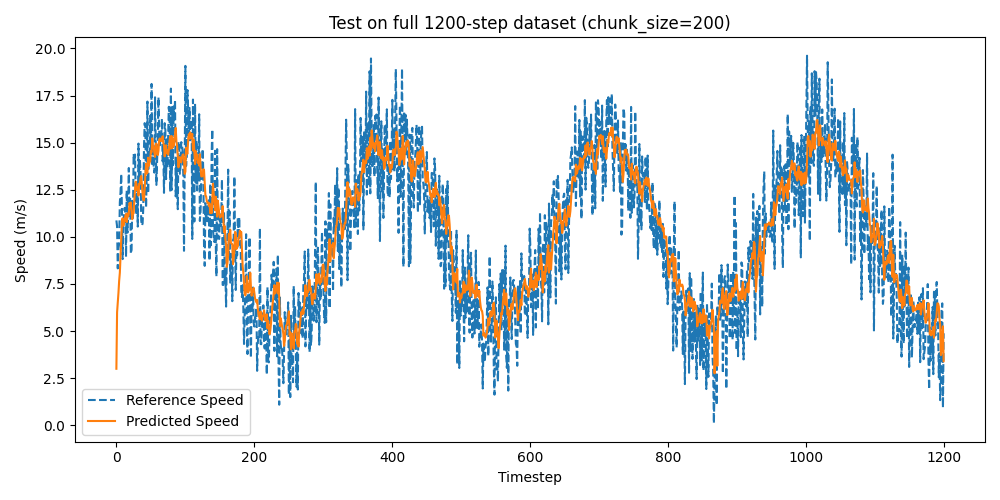 Test on full 1200-step dataset (chunk_size=200)
20.0
17.5
15.0
12.5
10.0
7.5
5.0
2.5
0.0
Speed (m/s)
Reference Speed
Predicted Speed
0 200 400 600 800 1000 1200
Timestep